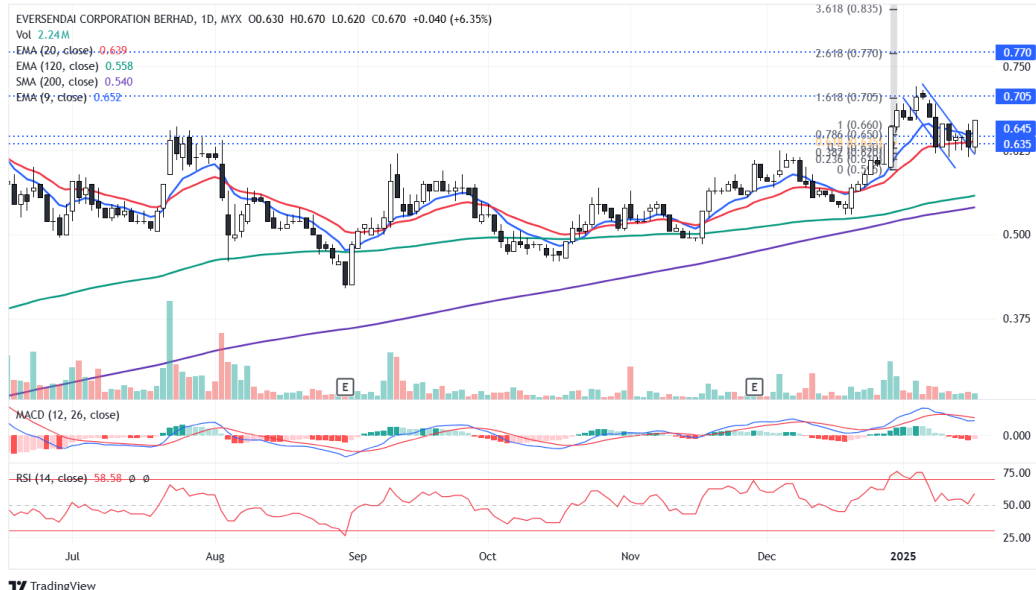 EVERSENDAI CORPORATION BERHAD, 1D, MYX O0.630 H0.670 L0.620 C0.670 +0.040 (+6.35%)
Vol 2.24M
EMA (20, close) 0.639
EMA (120, close) 0.558
SMA (200, close) 0.540
EMA (9, close) 0.652
3.618 (0.835)
2.618 (0.770)
0.770
0.750
1.618 (0.705)
0.705
1 (0.660)
0.645
0.786 (0.650)
0.635
0 (0.
0.500
0.375
E E
MACD (12, 26, close)
0.000
RSI (14, close) 58.58 ø ø
75.00
50.00
25.00
Jul Aug Sep Oct Nov Dec 2025
TradingView